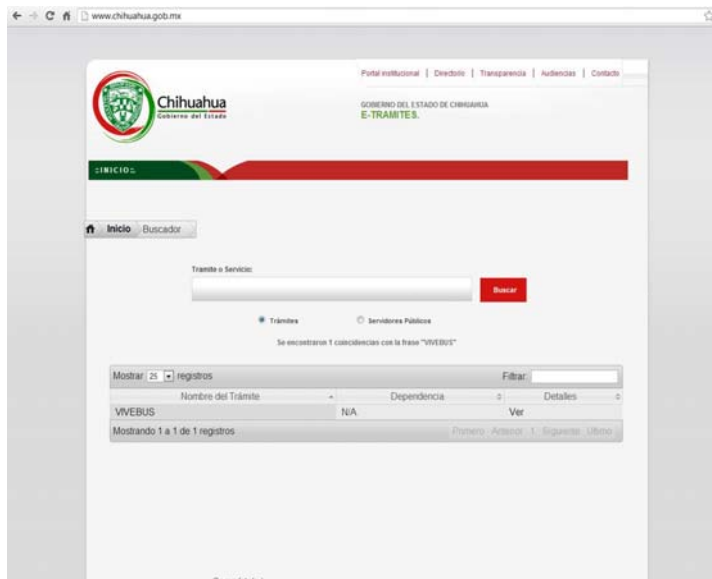 www.chihuahua.gob.mx
Portal institucional | Directorio | Transparencia | Audiencias | Contacto
Chihuahua
Gobierno del Estado
GOBIERNO DEL ESTADO DE CHIHUAHUA
E-TRAMITES.
::INICIO::
Inicio Buscador
Tramite o Servicio:
Buscar
Trámites Servidores Públicos
Se encontraron 1 coincidencias con la frase "VIVEBUS"
Mostrar 25 registros Filtrar:
Nombre del Trámite Dependencia Detalles
VIVEBUS N/A Ver
Mostrando 1 a 1 de 1 registros Primero Anterior 1 Siguiente Último